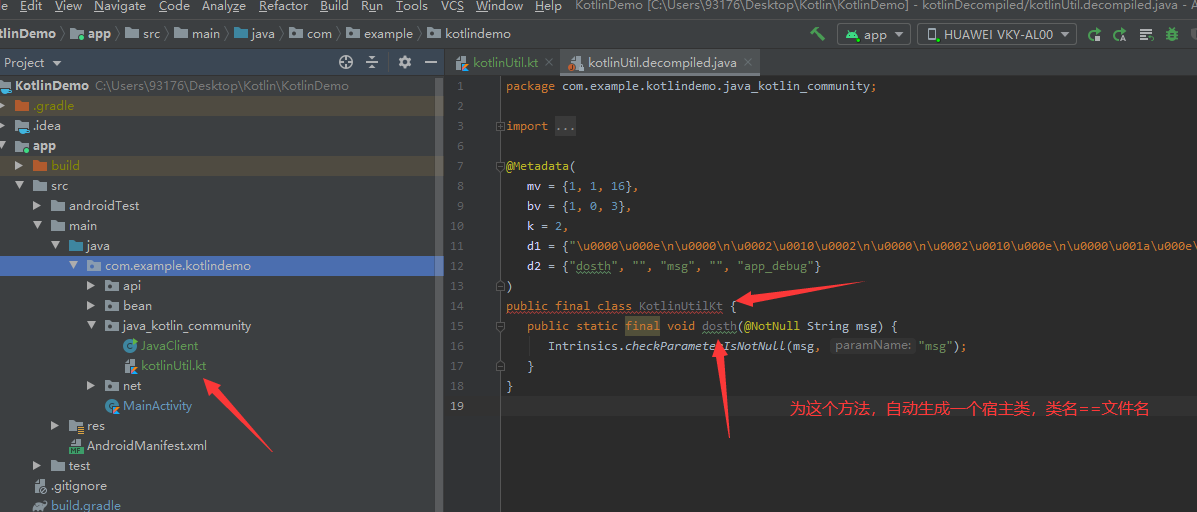 Edit View Navigate Code Analyze Refactor Build Run Tools VCS Window Help KotlinDemo [C:\Users\93176\Desktop\Kotlin\KotlinDemo] - kotlinDecompiled/kotlinUtil.decompiled.java - A
tlinDemo app src main java com example kotlindemo app HUAWEI VKY-AL00
Project kotlinUtil.kt kotlinUtil.decompiled.java
KotlinDemo C:\Users\93176\Desktop\Kotlin\KotlinDemo
.gradle
.idea
app
build
src
androidTest
main
java
com.example.kotlindemo
api
bean
java_kotlin_community
JavaClient
kotlinUtil.kt
net
MainActivity
res
AndroidManifest.xml
test
.gitignore
build.gradle
1 package com.example.kotlindemo.java_kotlin_community;
2
3 import ...
6
7 @Metadata(
8 mv = {1, 1, 16},
9 bv = {1, 0, 3},
10 k = 2,
11 d1 = {"\u0000\u000e\n\u0000\n\u0002\u0010\u0002\n\u0000\n\u0002\u0010\u000e\n\u0000\u001a\u000e\
12 d2 = {"dosth", "", "msg", "", "app_debug"}
13 )
14 public final class KotlinUtilKt {
15 public static final void dosth(@NotNull String msg) {
16 Intrinsics.checkParameterIsNotNull(msg, paramName: "msg");
17 }
18 }
19
为这个方法，自动生成一个宿主类，类名==文件名